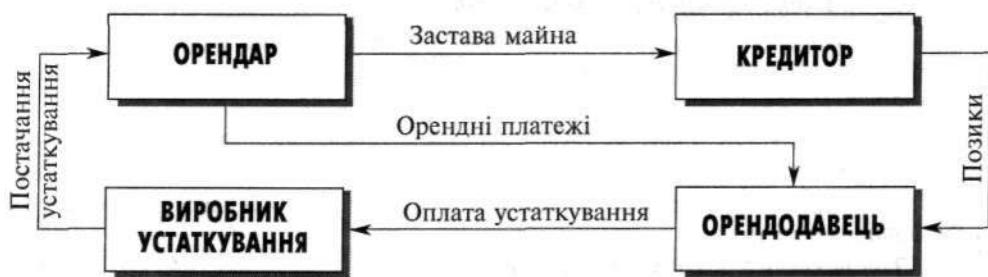 ОРЕНДАР
Застава майна
КРЕДИТОР
Постачання
устаткування
Орендні платежі
Позики
ВИРОБНИК
УСТАТКУВАННЯ
Оплата устаткування
ОРЕНДОДАВЕЦЬ